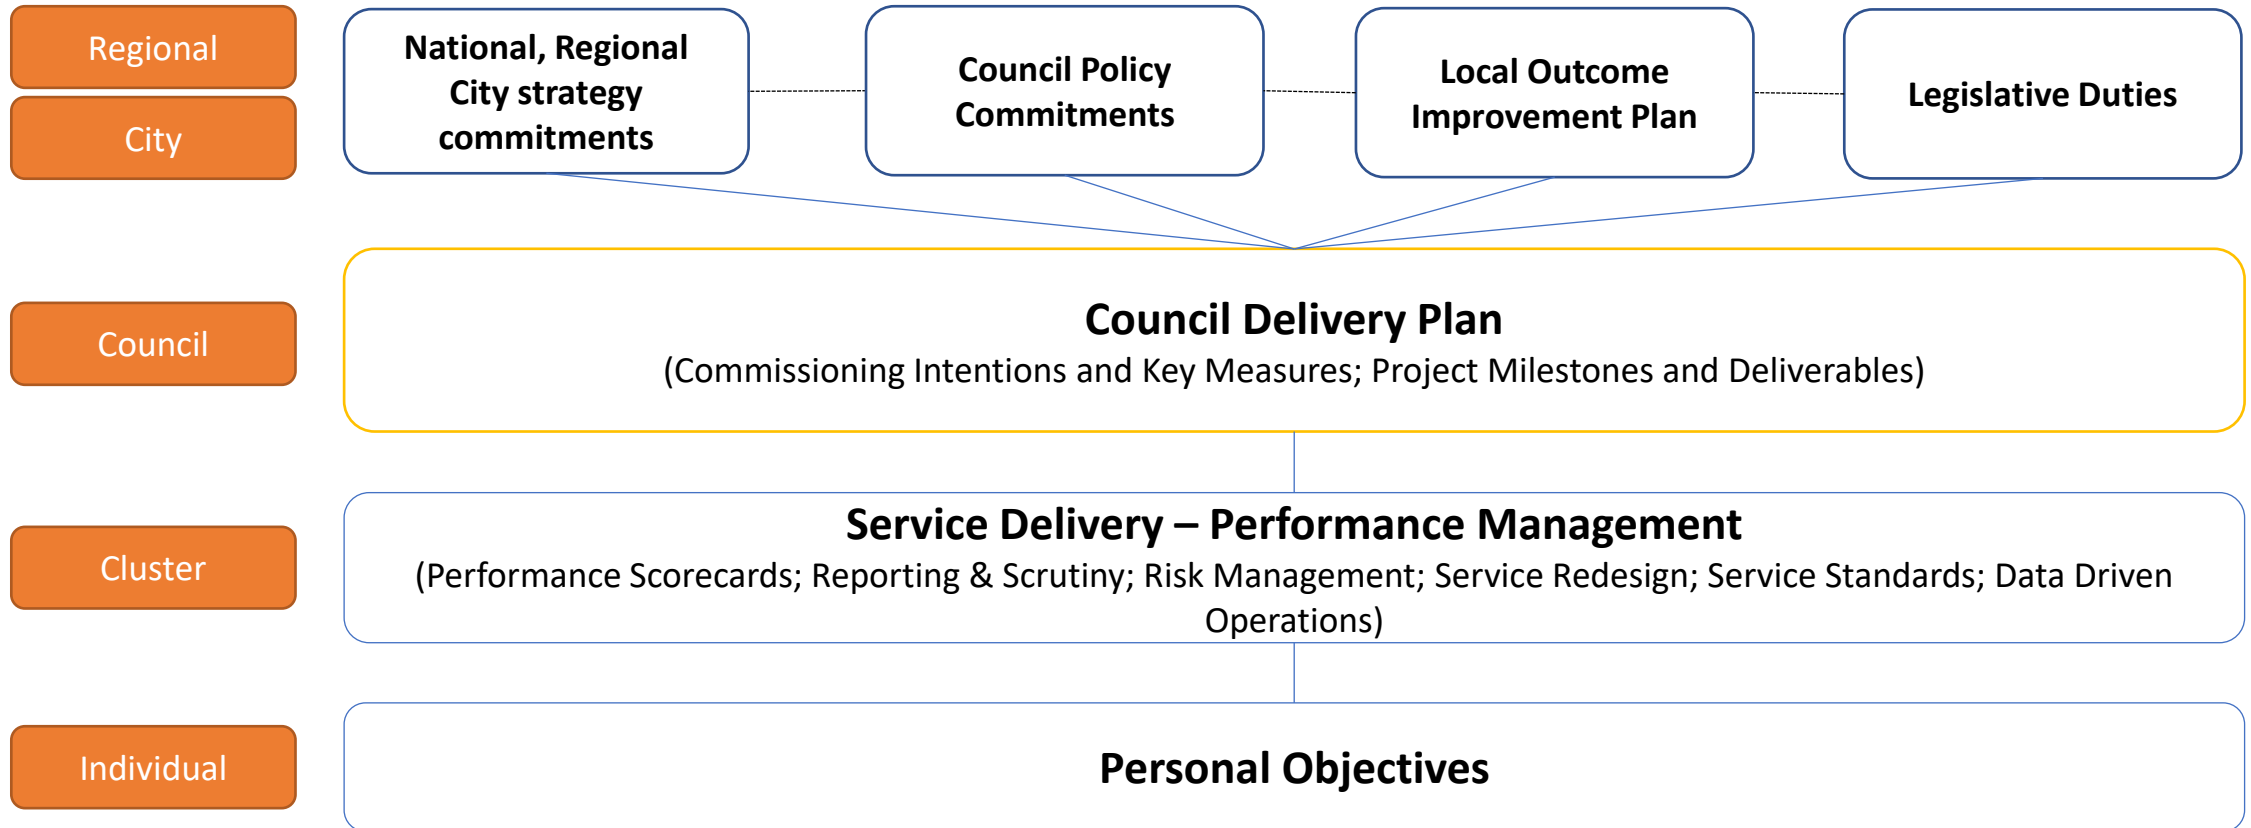 Regional
City
National, Regional
City strategy
commitments
Council Policy
Commitments
Local Outcome
Improvement Plan
Legislative Duties
Council
Council Delivery Plan
(Commissioning Intentions and Key Measures; Project Milestones and Deliverables)
Cluster
Service Delivery – Performance Management
(Performance Scorecards; Reporting & Scrutiny; Risk Management; Service Redesign; Service Standards; Data Driven
Operations)
Individual
Personal Objectives